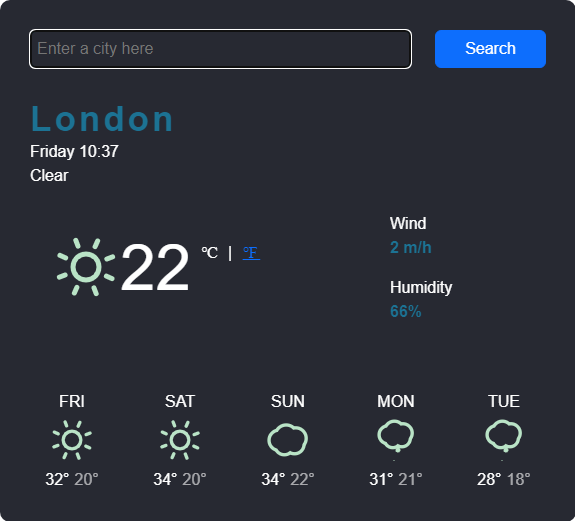 Enter a city here
Search
London
Friday 10:37
Clear
22 °C | °F
Wind
2 m/h
Humidity
66%
FRI SAT SUN MON TUE
32° 20° 34° 20° 34° 22° 31° 21° 28° 18°